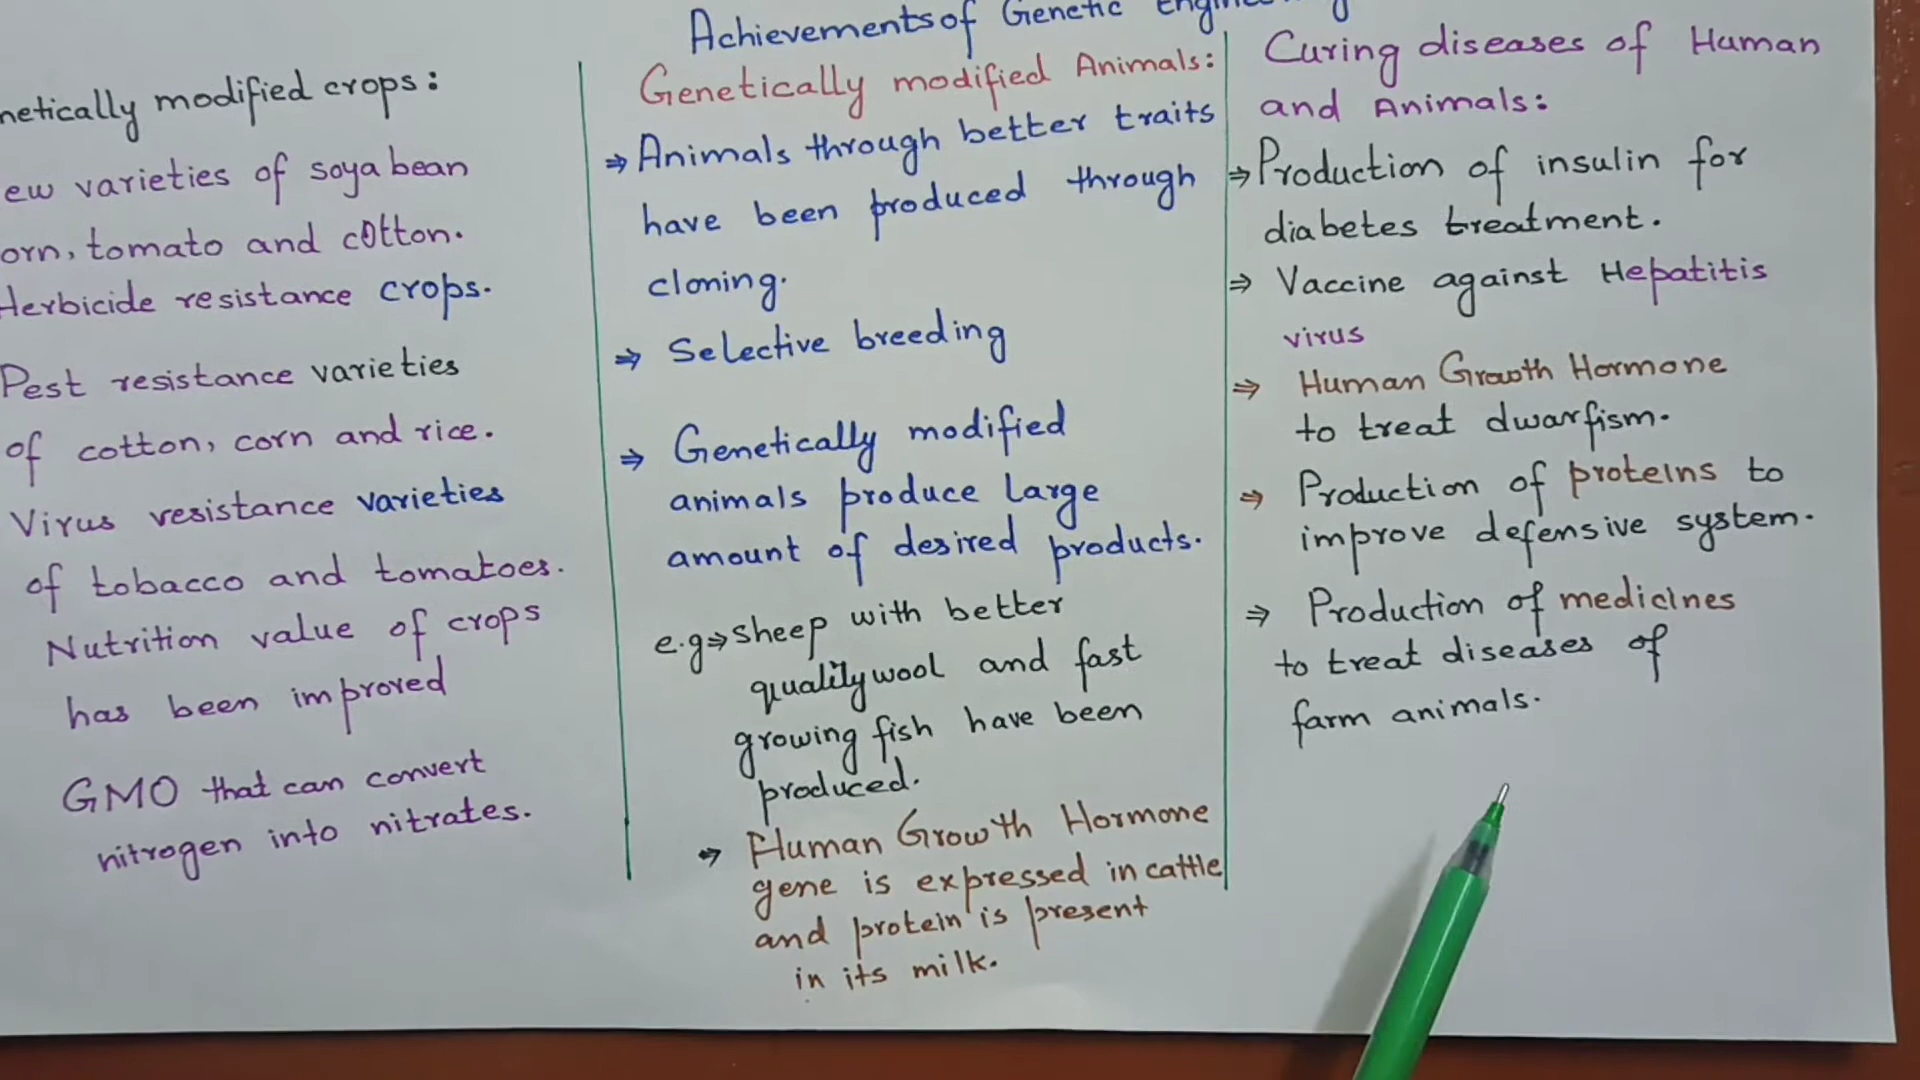 Achievements of Genetic Engineering
netically modified crops:
ew varieties of soya bean
orn, tomato and cotton.
Herbicide resistance crops.
Pest resistance varieties
of cotton, corn and rice.
Virus resistance varieties
of tobacco and tomatoes.
Nutrition value of crops
has been improved
GMO that can convert
nitrogen into nitrates.
Genetically modified Animals:
⇒ Animals through better traits
have been produced through
cloning.
⇒ Selective breeding
⇒ Genetically modified
animals produce large
amount of desired products.
e.g⇒ sheep with better
quality wool and fast
growing fish have been
produced.
⇒ Human Growth Hormone
gene is expressed in cattle
and protein is present
in its milk.
Curing diseases of Human
and Animals:
⇒ Production of insulin for
diabetes treatment.
⇒ Vaccine against Hepatitis
virus
⇒ Human Growth Hormone
to treat dwarfism.
⇒ Production of proteins to
improve defensive system.
⇒ Production of medicines
to treat diseases of
farm animals.